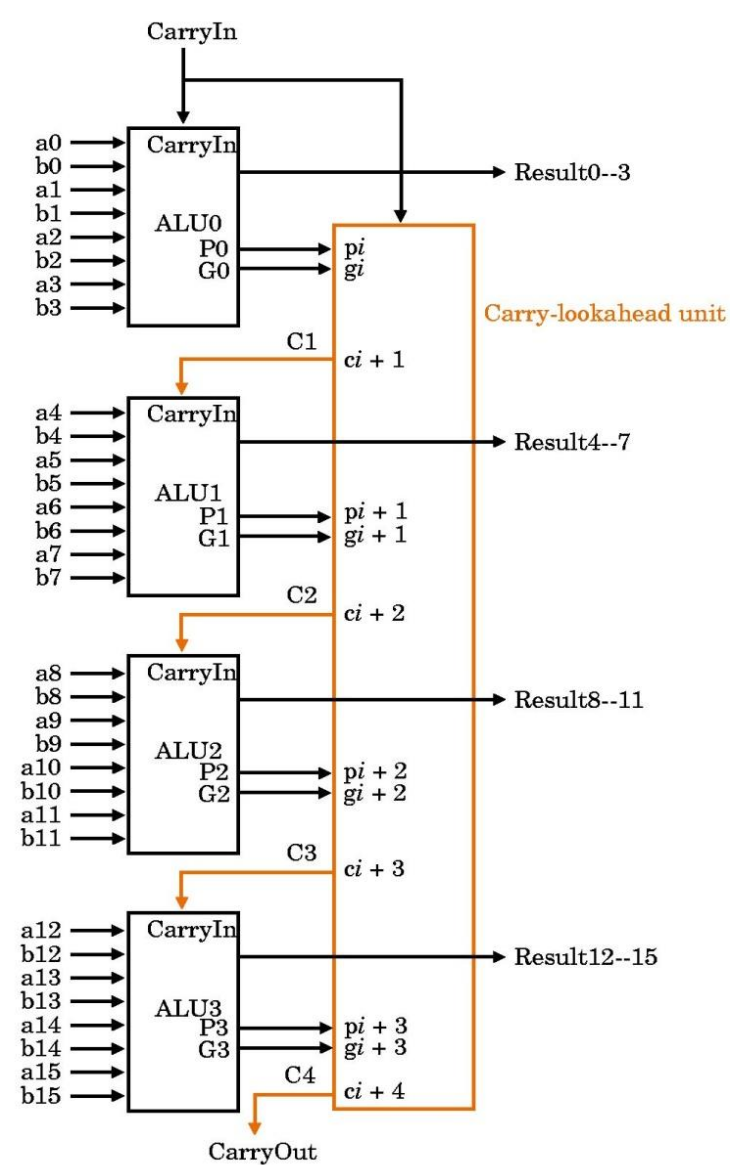 CarryIn
a0
b0
a1
b1
a2
b2
a3
b3
CarryIn
ALU0
P0
G0
pi
gi
Result0--3
Carry-lookahead unit
C1
ci + 1
a4
b4
a5
b5
a6
b6
a7
b7
CarryIn
ALU1
P1
G1
pi + 1
gi + 1
Result4--7
C2
ci + 2
a8
b8
a9
b9
a10
b10
a11
b11
CarryIn
ALU2
P2
G2
pi + 2
gi + 2
Result8--11
C3
ci + 3
a12
b12
a13
b13
a14
b14
a15
b15
CarryIn
ALU3
P3
G3
pi + 3
gi + 3
Result12--15
C4
ci + 4
CarryOut